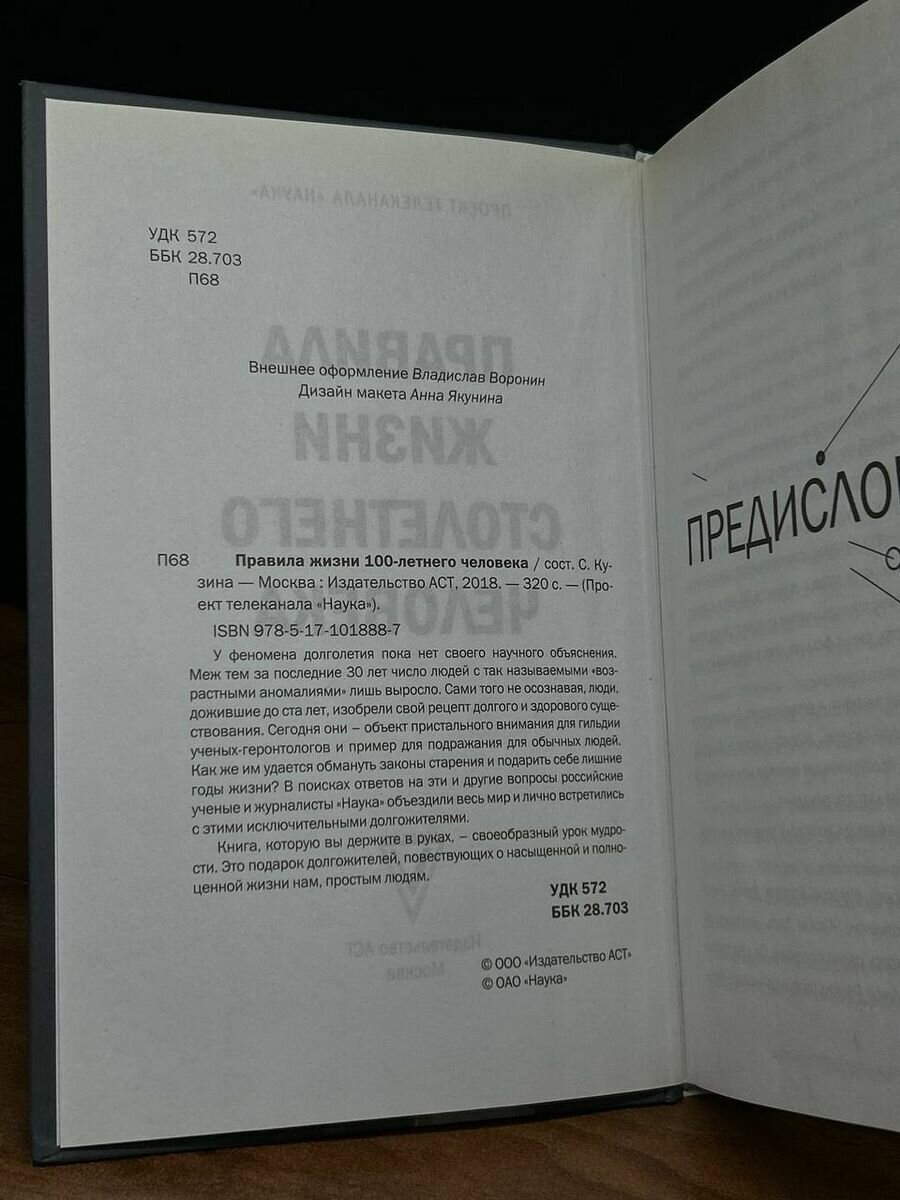 УДК 572
ББК 28.703
П68
Внешнее оформление Владислав Воронин
Дизайн макета Анна Якунина
П68 Правила жизни 100-летнего человека / сост. С. Ку-
зина — Москва : Издательство АСТ, 2018. — 320 с. — (Про-
ект телеканала «Наука»).
ISBN 978-5-17-101888-7
У феномена долголетия пока нет своего научного объяснения.
Меж тем за последние 30 лет число людей с так называемыми «воз-
растными аномалиями» лишь выросло. Сами того не осознавая, люди,
дожившие до ста лет, изобрели свой рецепт долгого и здорового суще-
ствования. Сегодня они – объект пристального внимания для гильдии
ученых-геронтологов и пример для подражания для обычных людей.
Как же им удается обмануть законы старения и подарить себе лишние
годы жизни? В поисках ответов на эти и другие вопросы российские
ученые и журналисты «Наука» объездили весь мир и лично встретились
с этими исключительными долгожителями.
Книга, которую вы держите в руках, – своеобразный урок мудро-
сти. Это подарок долгожителей, повествующих о насыщенной и полно-
ценной жизни нам, простым людям.
УДК 572
ББК 28.703
© ООО «Издательство АСТ»
© ОАО «Наука»
ПРЕДИСЛО